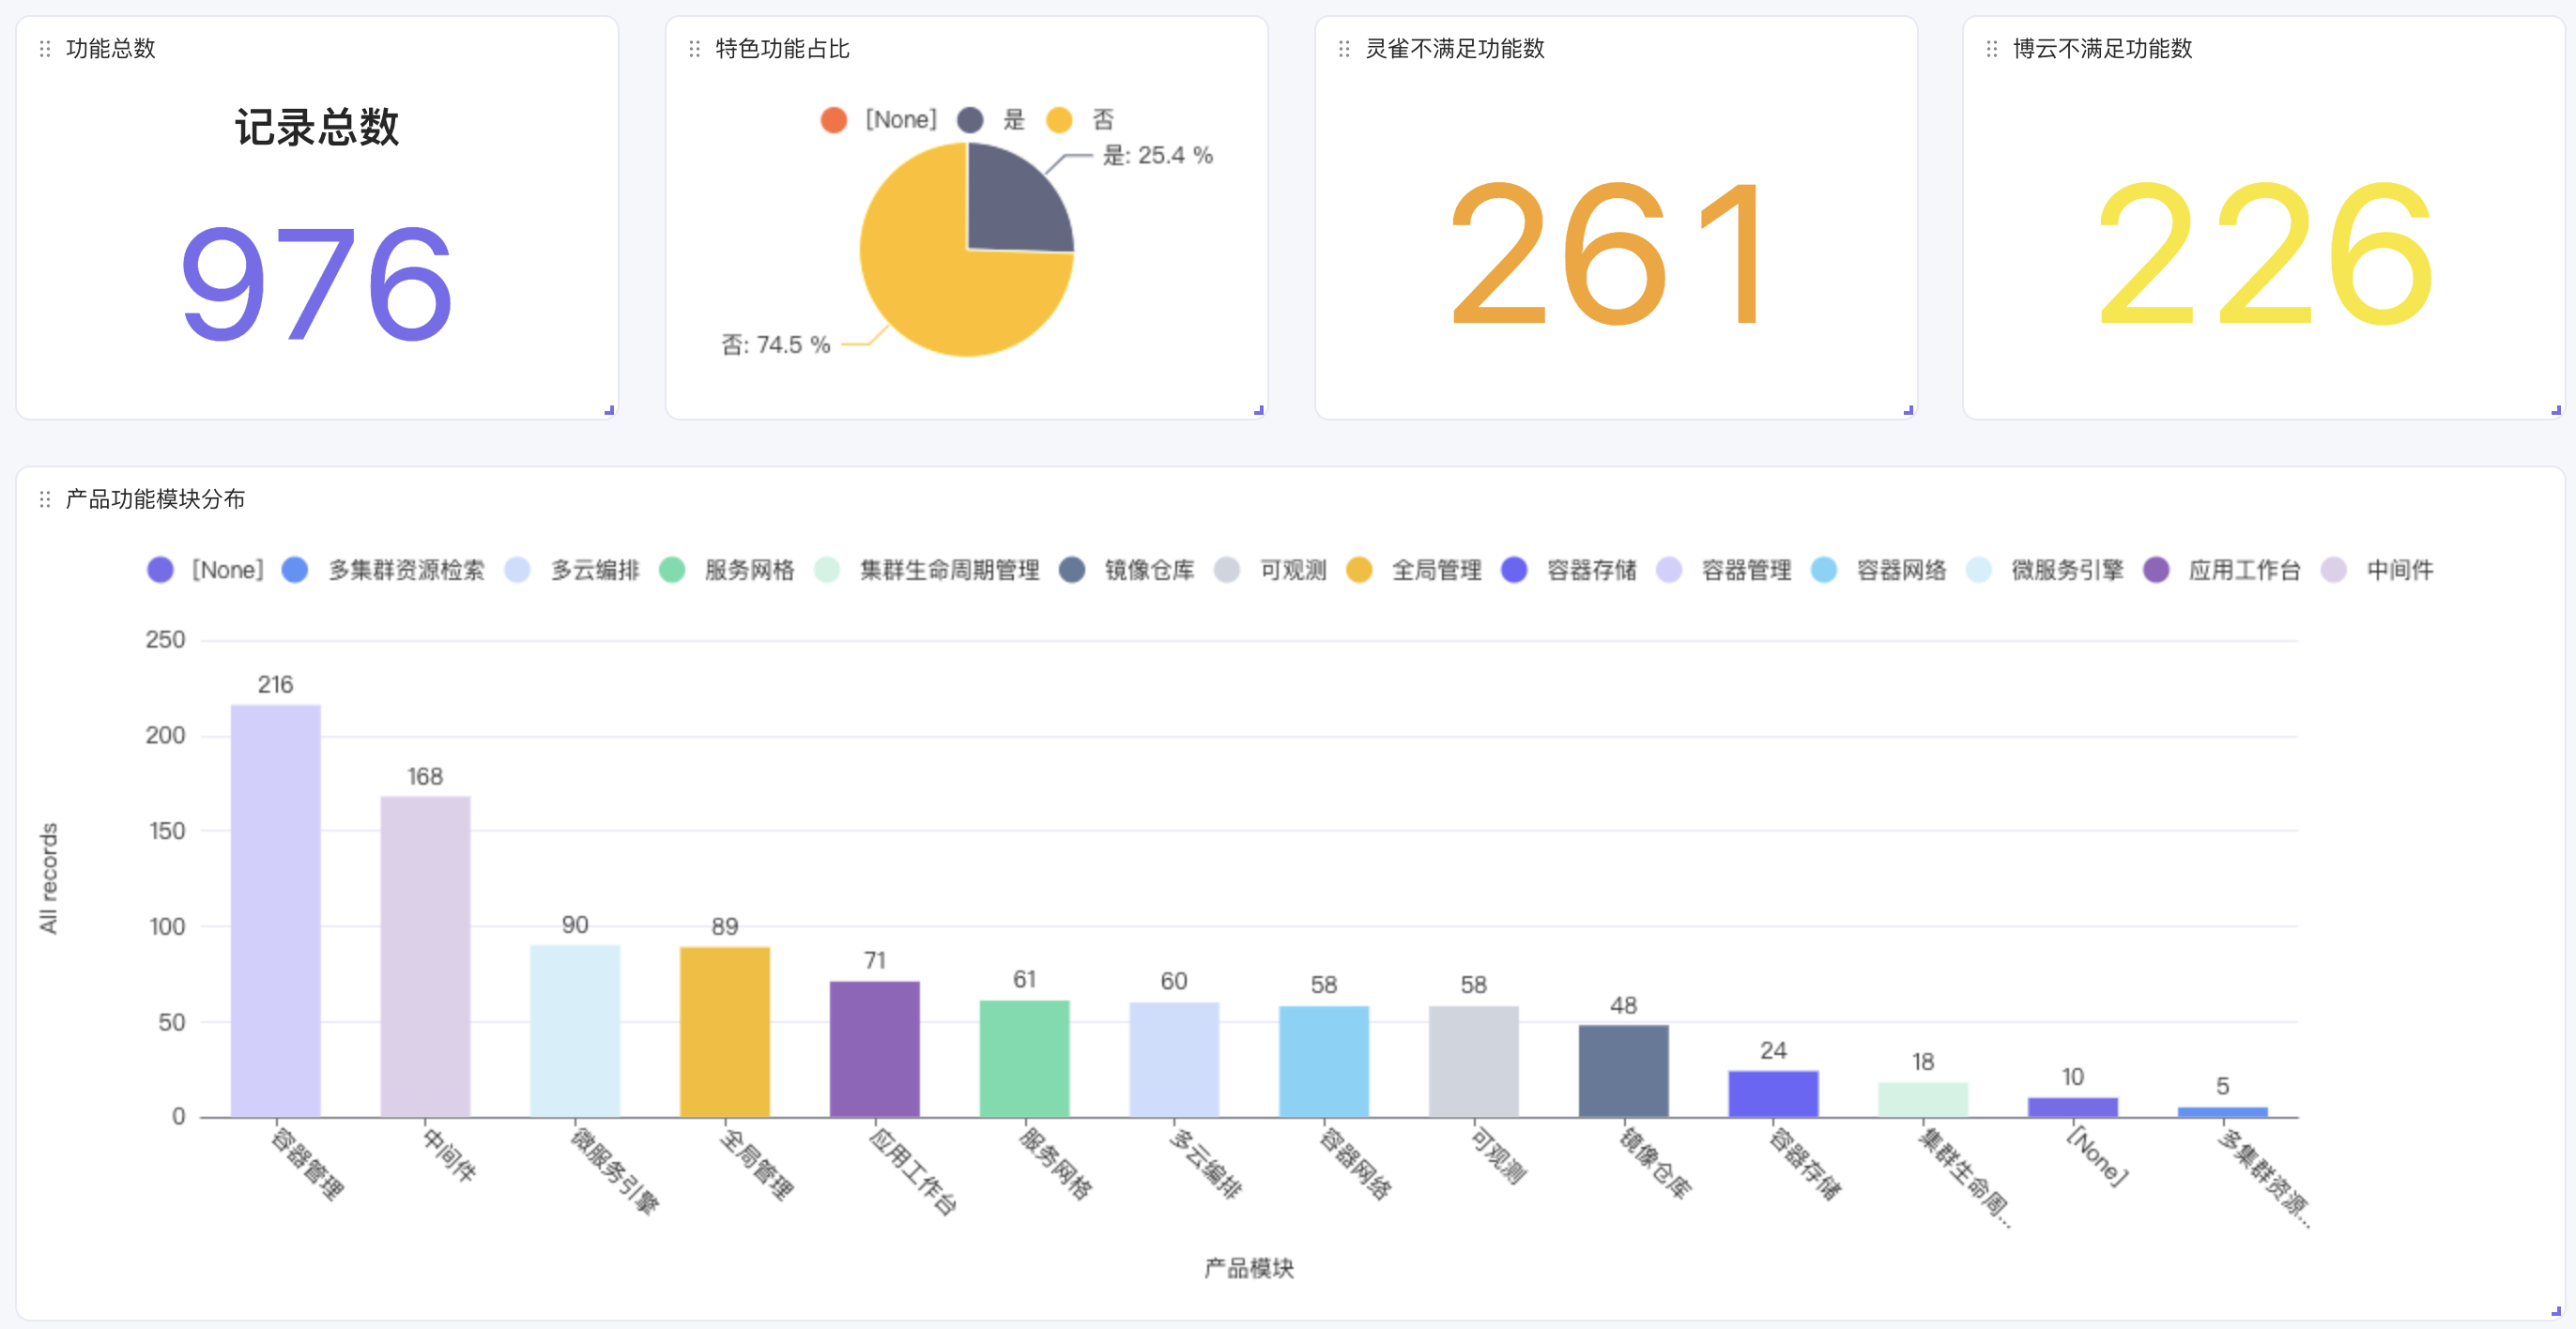 功能总数
记录总数
976
特色功能占比
[None] 是 否
是: 25.4 %
否: 74.5 %
灵雀不满足功能数
261
博云不满足功能数
226
产品功能模块分布
[None] 多集群资源检索 多云编排 服务网格 集群生命周期管理 镜像仓库 可观测 全局管理 容器存储 容器管理 容器网络 微服务引擎 应用工作台 中间件
All records
250
200
150
100
50
0
216
168
90
89
71
61
60
58
58
48
24
18
10
5
容器管理
中间件
微服务引擎
全局管理
应用工作台
服务网格
多云编排
容器网络
可观测
镜像仓库
容器存储
集群生命周...
[None]
多集群资源...
产品模块